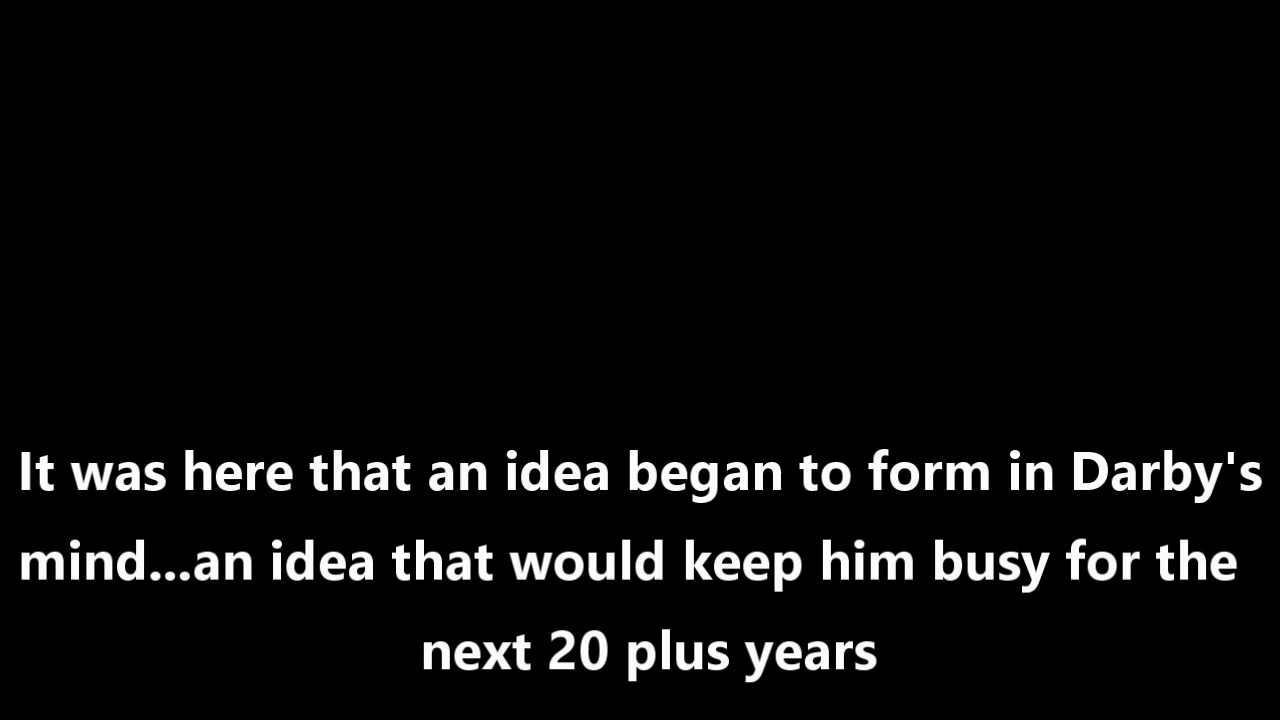 It was here that an idea began to form in Darby's
mind...an idea that would keep him busy for the
next 20 plus years